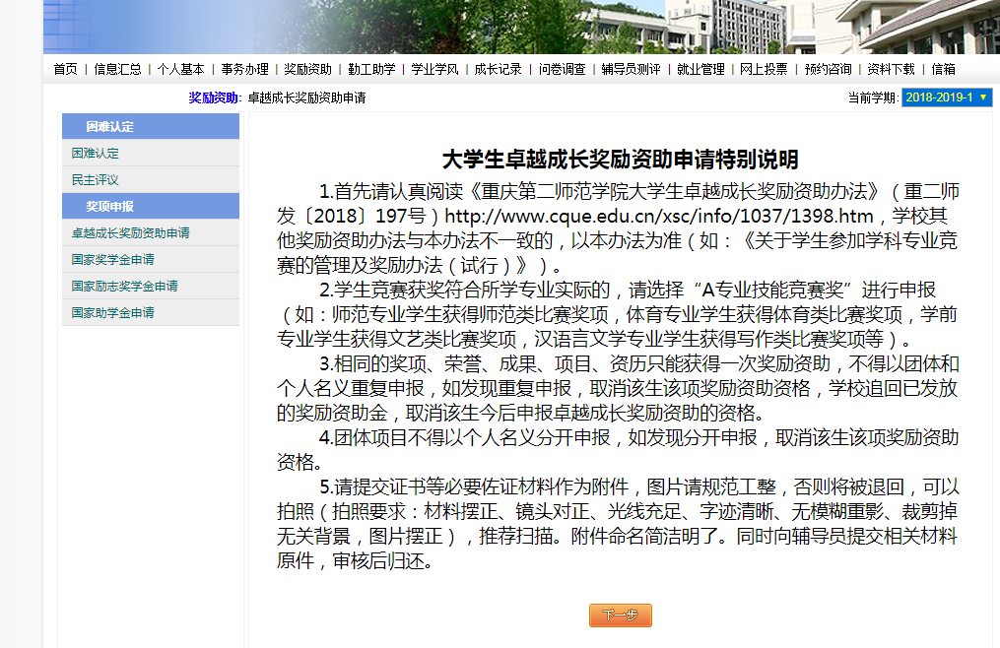 首页 | 信息汇总 | 个人基本 | 事务办理 | 奖励资助 | 勤工助学 | 学业学风 | 成长记录 | 问卷调查 | 辅导员测评 | 就业管理 | 网上投票 | 预约咨询 | 资料下载 | 信箱
奖励资助: 卓越成长奖励资助申请
当前学期: 2018-2019-1 ▼
困难认定
困难认定
民主评议
奖项申报
卓越成长奖励资助申请
国家奖学金申请
国家励志奖学金申请
国家助学金申请
大学生卓越成长奖励资助申请特别说明
1.首先请认真阅读《重庆第二师范学院大学生卓越成长奖励资助办法》（重二师
发〔2018〕197号）http://www.cque.edu.cn/xsc/info/1037/1398.htm，学校其
他奖励资助办法与本办法不一致的，以本办法为准（如：《关于学生参加学科专业竞
赛的管理及奖励办法（试行）》）。
2.学生竞赛获奖符合所学专业实际的，请选择“A专业技能竞赛奖”进行申报
（如：师范专业学生获得师范类比赛奖项，体育专业学生获得体育类比赛奖项，学前
专业学生获得文艺类比赛奖项，汉语言文学专业学生获得写作类比赛奖项等）。
3.相同的奖项、荣誉、成果、项目、资历只能获得一次奖励资助，不得以团体和
个人名义重复申报，如发现重复申报，取消该生该项奖励资助资格，学校追回已发放
的奖励资助金，取消该生今后申报卓越成长奖励资助的资格。
4.团体项目不得以个人名义分开申报，如发现分开申报，取消该生该项奖励资助
资格。
5.请提交证书等必要佐证材料作为附件，图片请规范工整，否则将被退回，可以
拍照（拍照要求：材料摆正、镜头对正、光线充足、字迹清晰、无模糊重影、裁剪掉
无关背景，图片摆正），推荐扫描。附件命名简洁明了。同时向辅导员提交相关材料
原件，审核后归还。
下一步